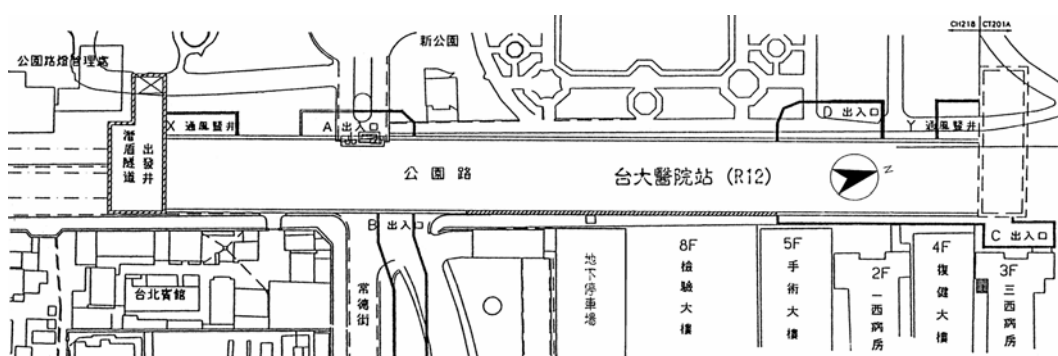 CH218 CT201A
新公園
公園路燈管理處
X 通風豎井
A 出入口
D 出入口
Y 通風豎井
潛盾隧道
出發井
公園路
台大醫院站 (R12)
N
B 出入口
C 出入口
常德街
台北賓館
地下停車場
8F
檢驗大樓
5F
手術大樓
2F
一西病房
4F
復健大樓
3F
三西病房